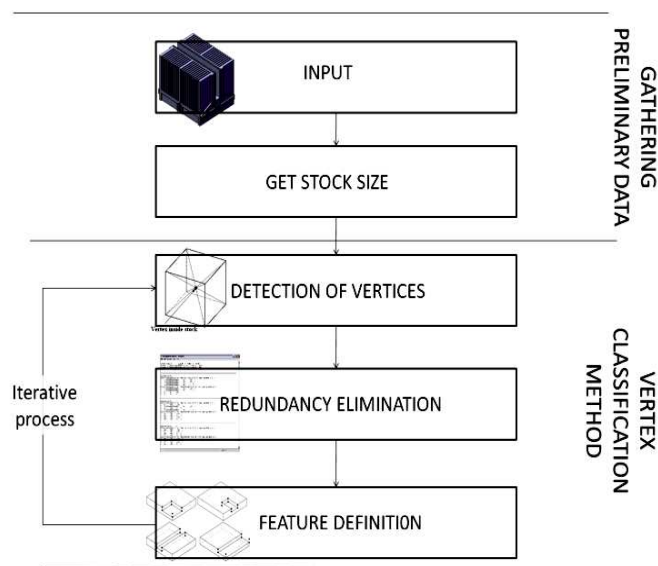 INPUT
GATHERING
PRELIMINARY DATA
GET STOCK SIZE
DETECTION OF VERTICES
Vertex inside stock
VERTEX
CLASSIFICATION
METHOD
Iterative
process
REDUNDANCY ELIMINATION
FEATURE DEFINITION